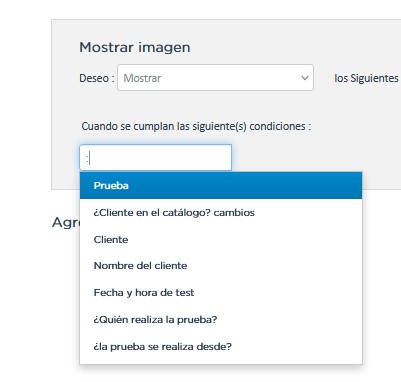 Mostrar imagen
Deseo : Mostrar los Siguientes
Cuando se cumplan las siguiente(s) condiciones :
:
Prueba
Agr
¿Cliente en el catálogo? cambios
Cliente
Nombre del cliente
Fecha y hora de test
¿Quién realiza la prueba?
¿la prueba se realiza desde?